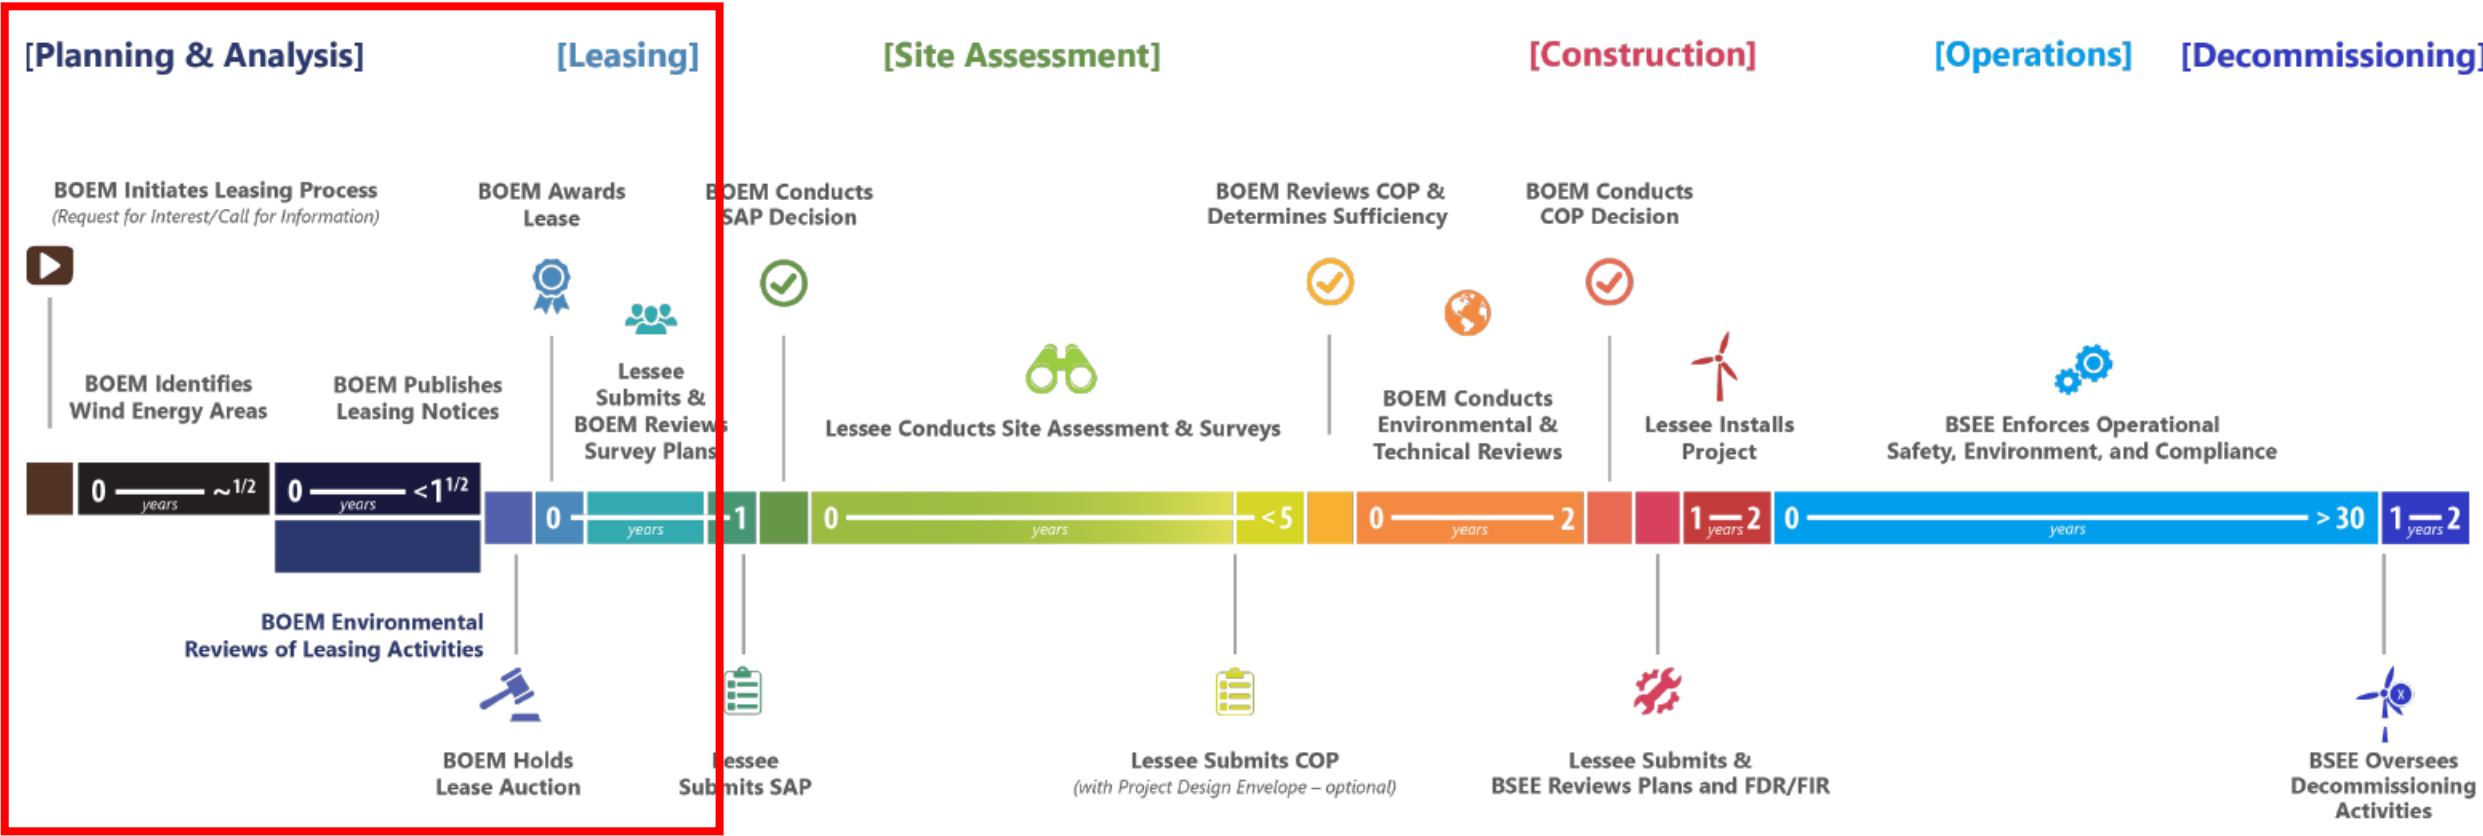 [Planning & Analysis]
[Leasing]
[Site Assessment]
[Construction]
[Operations]
[Decommissioning]
BOEM Initiates Leasing Process
(Request for Interest/Call for Information)
BOEM Awards
Lease
BOEM Conducts
SAP Decision
BOEM Reviews COP &
Determines Sufficiency
BOEM Conducts
COP Decision
BOEM Identifies
Wind Energy Areas
BOEM Publishes
Leasing Notices
Lessee
Submits &
BOEM Reviews
Survey Plans
Lessee Conducts Site Assessment & Surveys
BOEM Conducts
Environmental &
Technical Reviews
Lessee Installs
Project
BSEE Enforces Operational
Safety, Environment, and Compliance
0 ~1/2
years
0 <1 1/2
years
0 1
years
0 <5
years
0 2
years
1 2
years
0 >30
years
1 2
years
BOEM Environmental
Reviews of Leasing Activities
BOEM Holds
Lease Auction
Lessee
Submits SAP
Lessee Submits COP
(with Project Design Envelope – optional)
Lessee Submits &
BSEE Reviews Plans and FDR/FIR
X
BSEE Oversees
Decommissioning
Activities